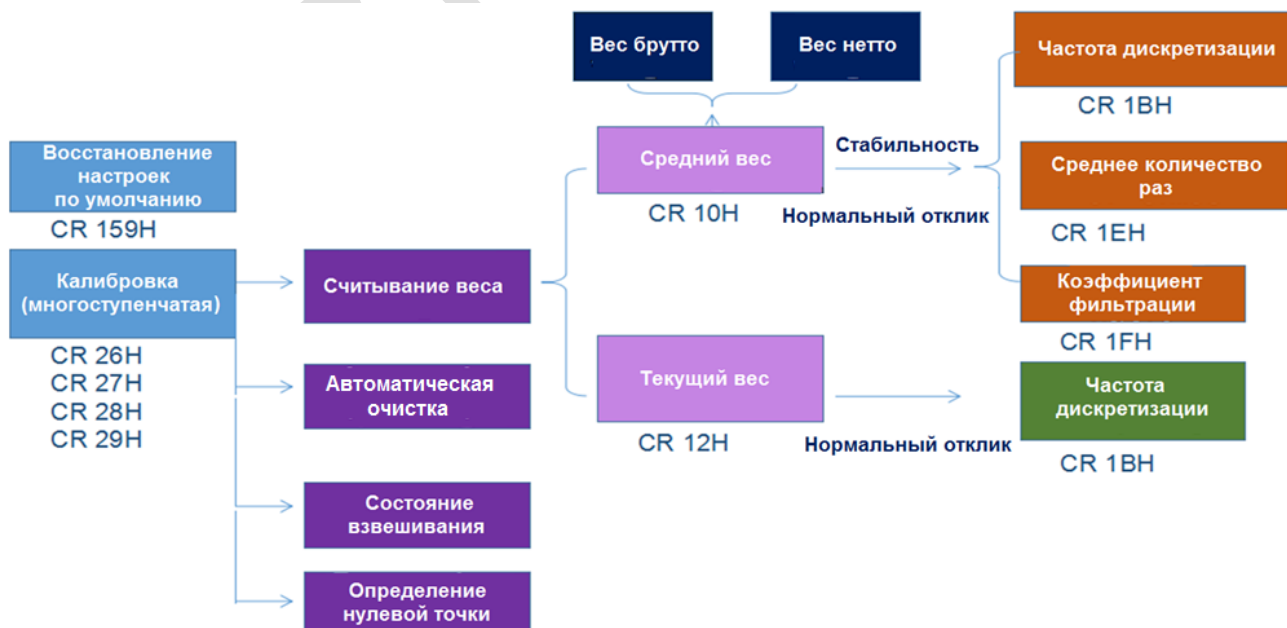 Вес брутто
Вес нетто
Частота дискретизации
CR 1BH
Восстановление
настроек
по умолчанию
CR 159H
Средний вес
CR 10H
Стабильность
Нормальный отклик
Среднее количество
раз
CR 1EH
Калибровка
(многоступенчатая)
CR 26H
CR 27H
CR 28H
CR 29H
Считывание веса
Коэффициент
фильтрации
CR 1FH
Автоматическая
очистка
Текущий вес
CR 12H
Нормальный отклик
Частота
дискретизации
CR 1BH
Состояние
взвешивания
Определение
нулевой точки